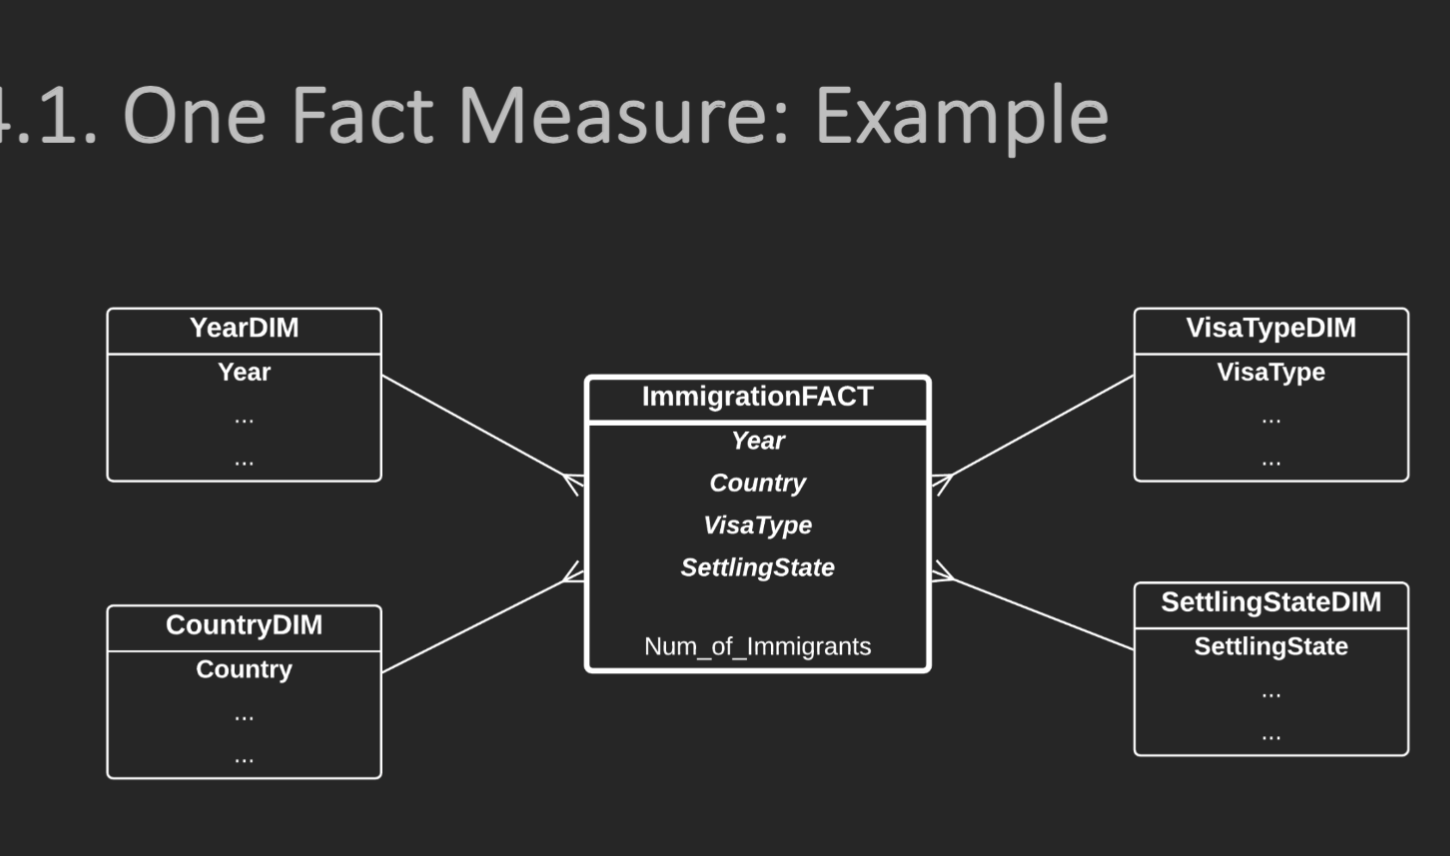 4.1. One Fact Measure: Example
YearDIM
Year
...
...
CountryDIM
Country
...
...
ImmigrationFACT
Year
Country
VisaType
SettlingState
Num_of_Immigrants
VisaTypeDIM
VisaType
...
...
SettlingStateDIM
SettlingState
...
...